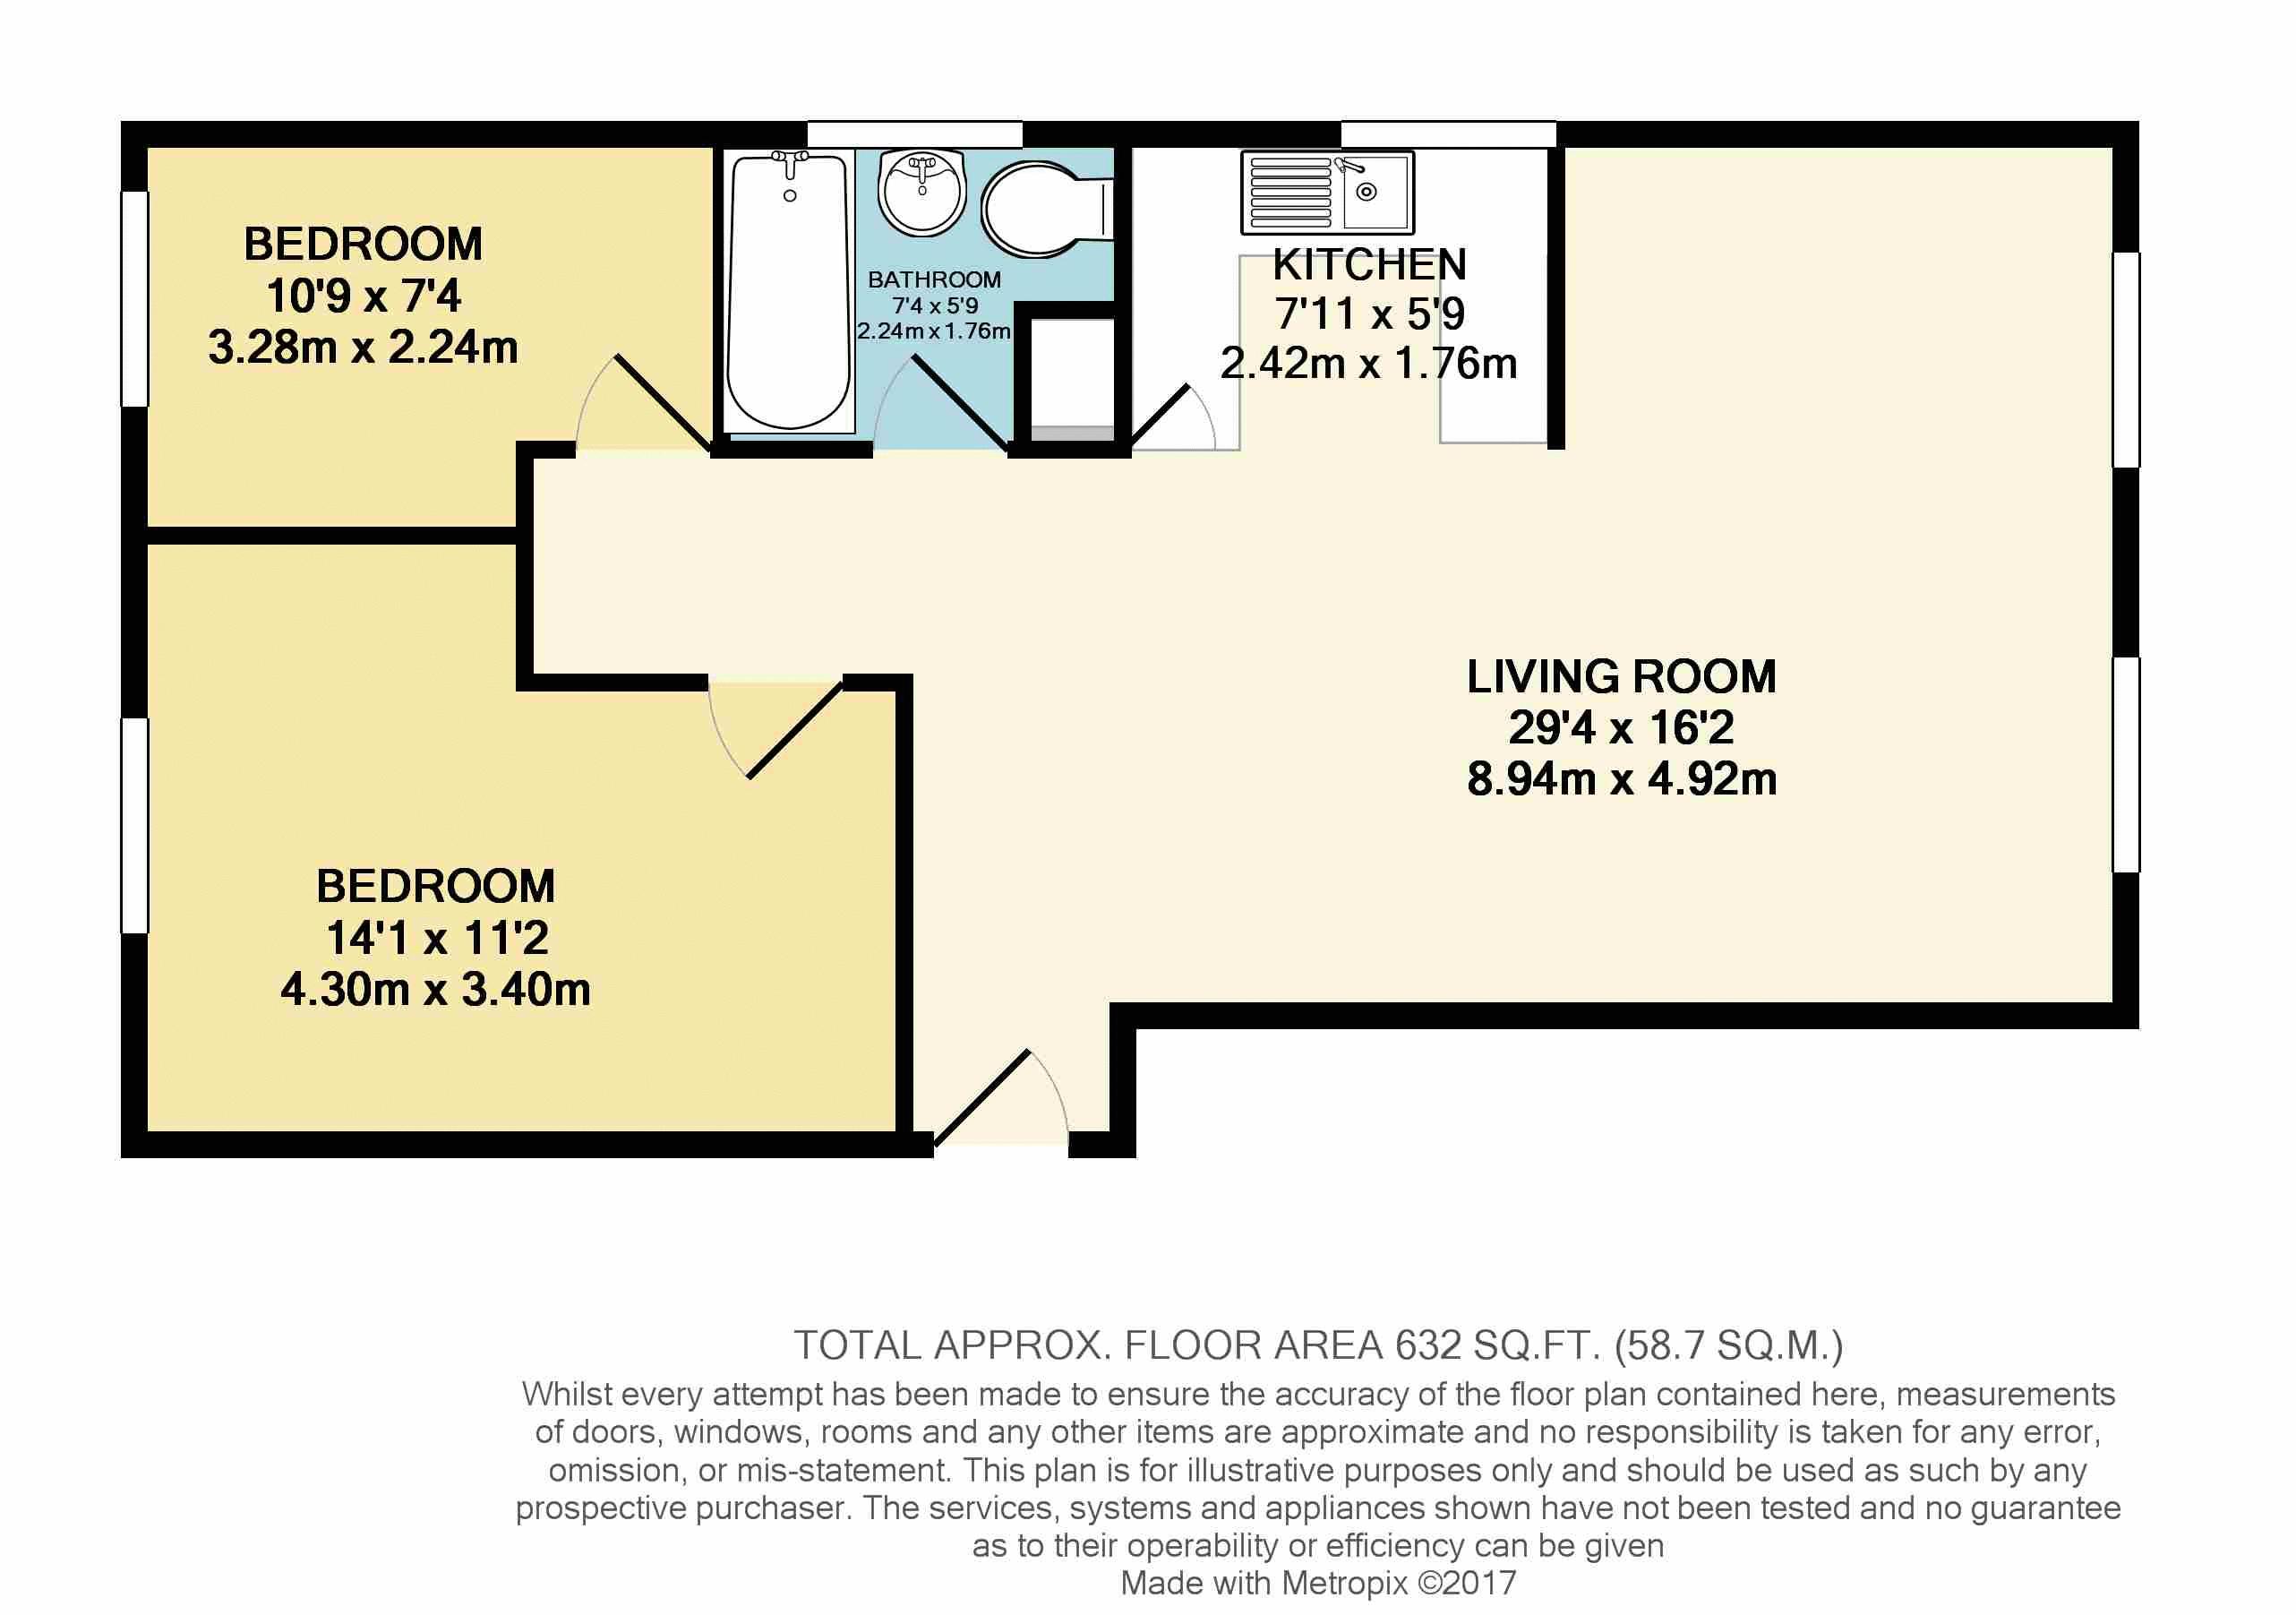 BEDROOM
10'9 x 7'4
3.28m x 2.24m
BATHROOM
7'4 x 5'9
2.24m x 1.76m
KITCHEN
7'11 x 5'9
2.42m x 1.76m
LIVING ROOM
29'4 x 16'2
8.94m x 4.92m
BEDROOM
14'1 x 11'2
4.30m x 3.40m
TOTAL APPROX. FLOOR AREA 632 SQ.FT. (58.7 SQ.M.)
Whilst every attempt has been made to ensure the accuracy of the floor plan contained here, measurements
of doors, windows, rooms and any other items are approximate and no responsibility is taken for any error,
omission, or mis-statement. This plan is for illustrative purposes only and should be used as such by any
prospective purchaser. The services, systems and appliances shown have not been tested and no guarantee
as to their operability or efficiency can be given
Made with Metropix ©2017